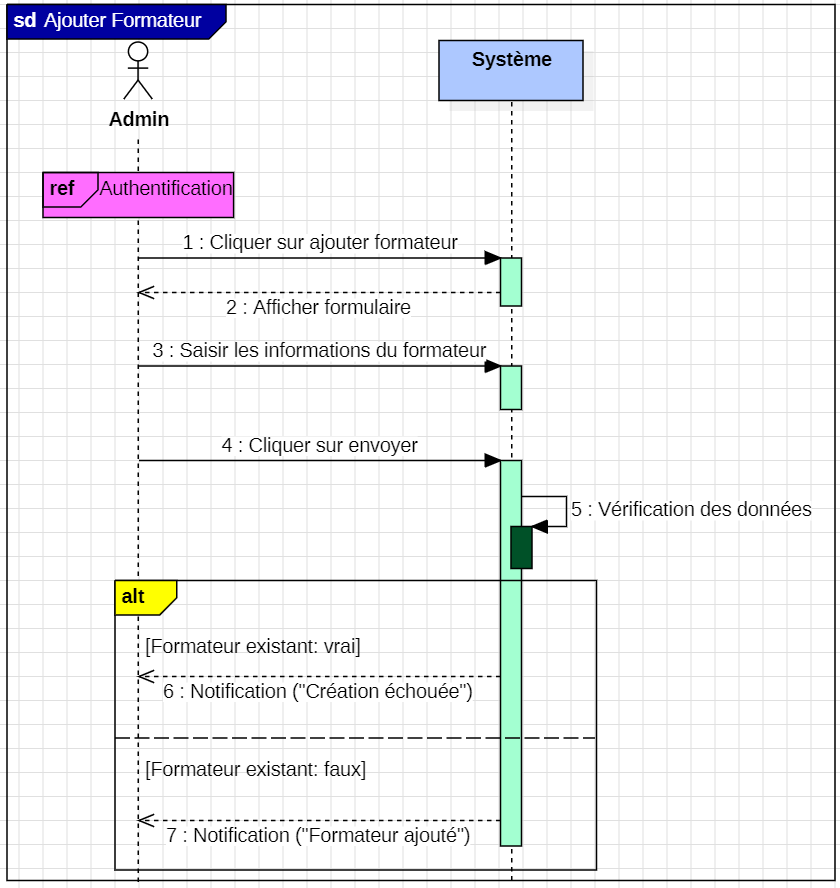 sd Ajouter Formateur
Système
Admin
ref Authentification
1 : Cliquer sur ajouter formateur
2 : Afficher formulaire
3 : Saisir les informations du formateur
4 : Cliquer sur envoyer
5 : Vérification des données
alt
[Formateur existant: vrai]
6 : Notification ("Création échouée")
[Formateur existant: faux]
7 : Notification ("Formateur ajouté")